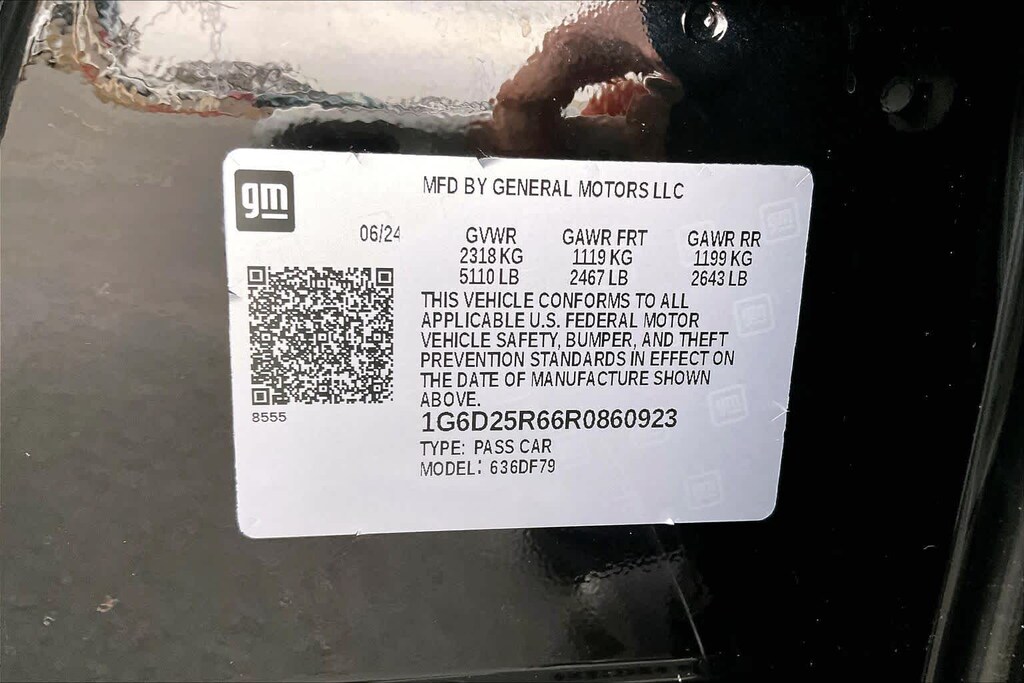 gm
MFD BY GENERAL MOTORS LLC
06/24 GVWR GAWR FRT GAWR RR
2318 KG 1119 KG 1199 KG
5110 LB 2467 LB 2643 LB
THIS VEHICLE CONFORMS TO ALL
APPLICABLE U.S. FEDERAL MOTOR
VEHICLE SAFETY, BUMPER, AND THEFT
PREVENTION STANDARDS IN EFFECT ON
THE DATE OF MANUFACTURE SHOWN
ABOVE.
8555
1G6D25R66R0860923
TYPE: PASS CAR
MODEL: 636DF79